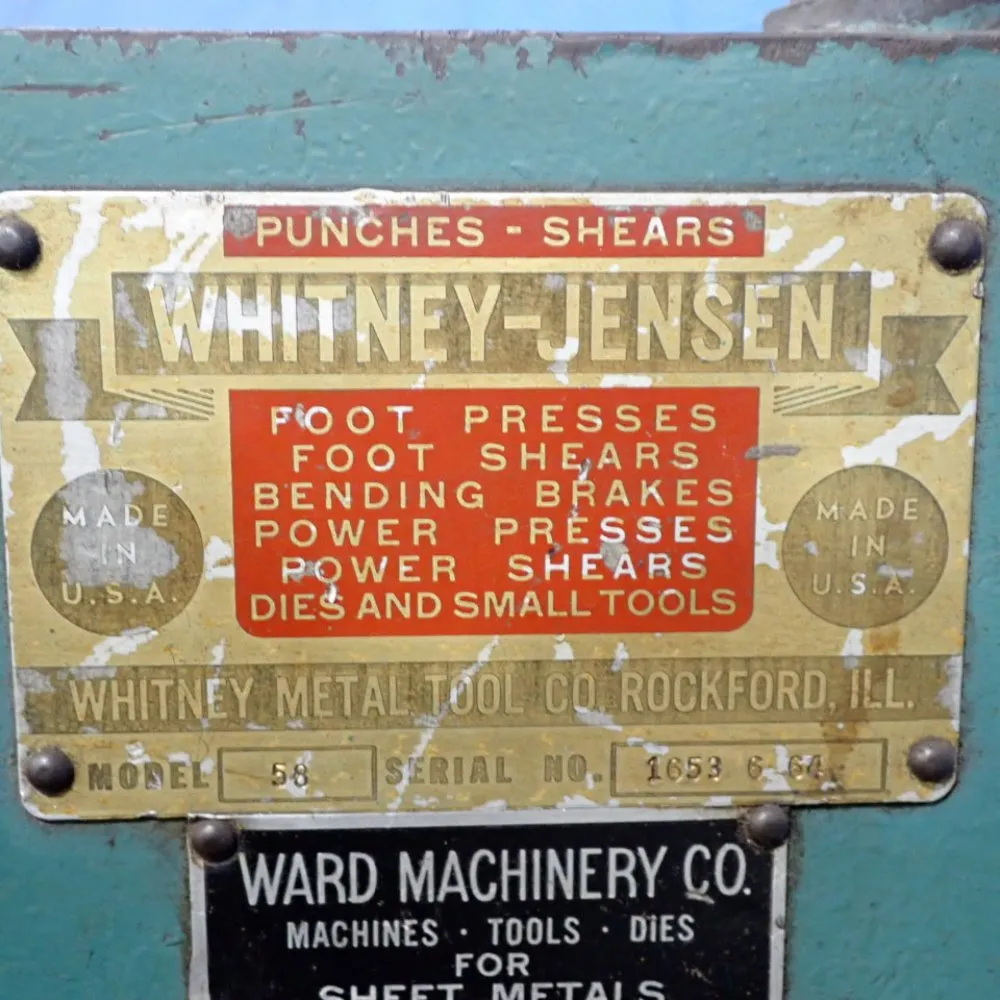 PUNCHES - SHEARS
WHITNEY-JENSEN
FOOT PRESSES
FOOT SHEARS
BENDING BRAKES
POWER PRESSES
POWER SHEARS
DIES AND SMALL TOOLS
MADE
IN
U.S.A.
MADE
IN
U.S.A.
WHITNEY METAL TOOL CO. ROCKFORD, ILL.
MODEL 58 SERIAL NO. 1653 6 64
WARD MACHINERY CO.
MACHINES · TOOLS · DIES
FOR
SHEET METALS